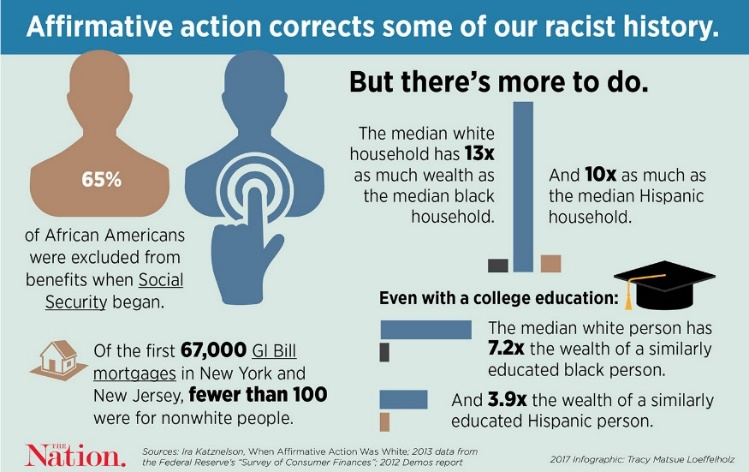 Affirmative action corrects some of our racist history.
65%
of African Americans
were excluded from
benefits when Social
Security began.
Of the first 67,000 GI Bill
mortgages in New York and
New Jersey, fewer than 100
were for nonwhite people.
But there's more to do.
The median white
household has 13x
as much wealth as
the median black
household.
And 10x as much as
the median Hispanic
household.
Even with a college education:
The median white person has
7.2x the wealth of a similarly
educated black person.
And 3.9x the wealth of a similarly
educated Hispanic person.
THE
Nation.
Sources: Ira Katznelson, When Affirmative Action Was White; 2013 data from
the Federal Reserve's "Survey of Consumer Finances"; 2012 Demos report
2017 Infographic: Tracy Matsue Loeffelholz